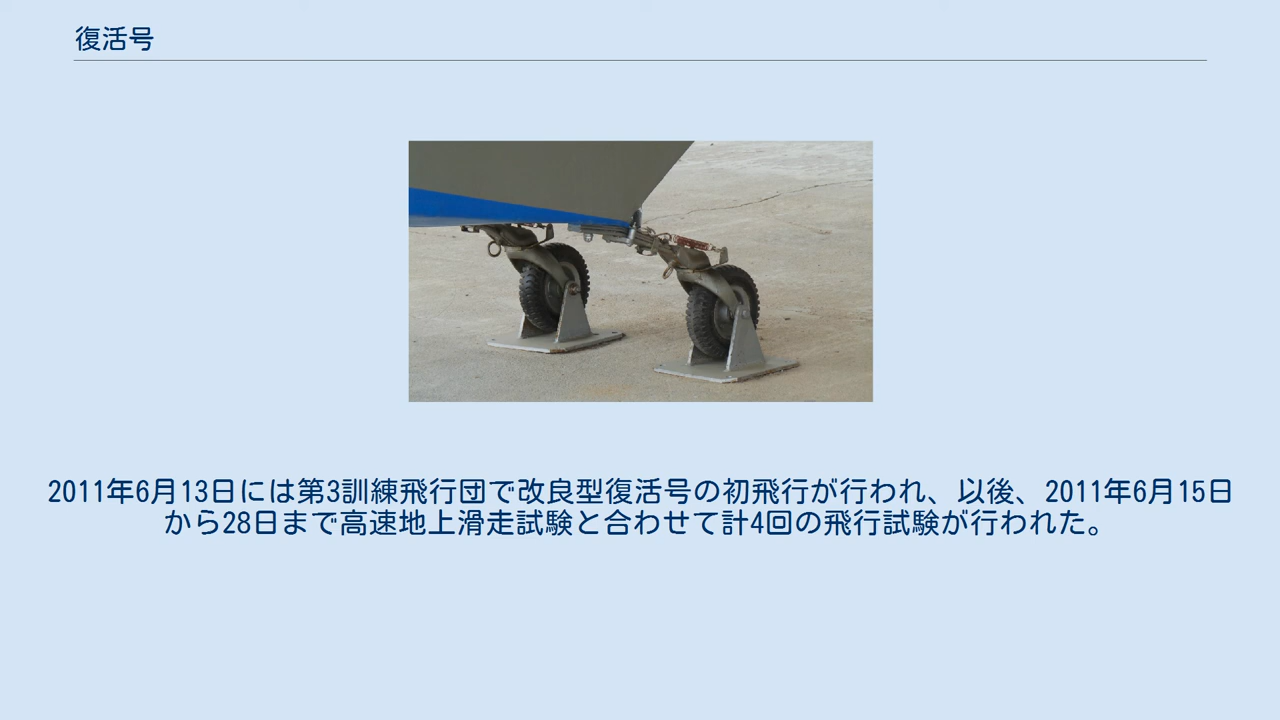 復活号
2011年6月13日には第3訓練飛行団で改良型復活号の初飛行が行われ、以後、2011年6月15日
から28日まで高速地上滑走試験と合わせて計4回の飛行試験が行われた。